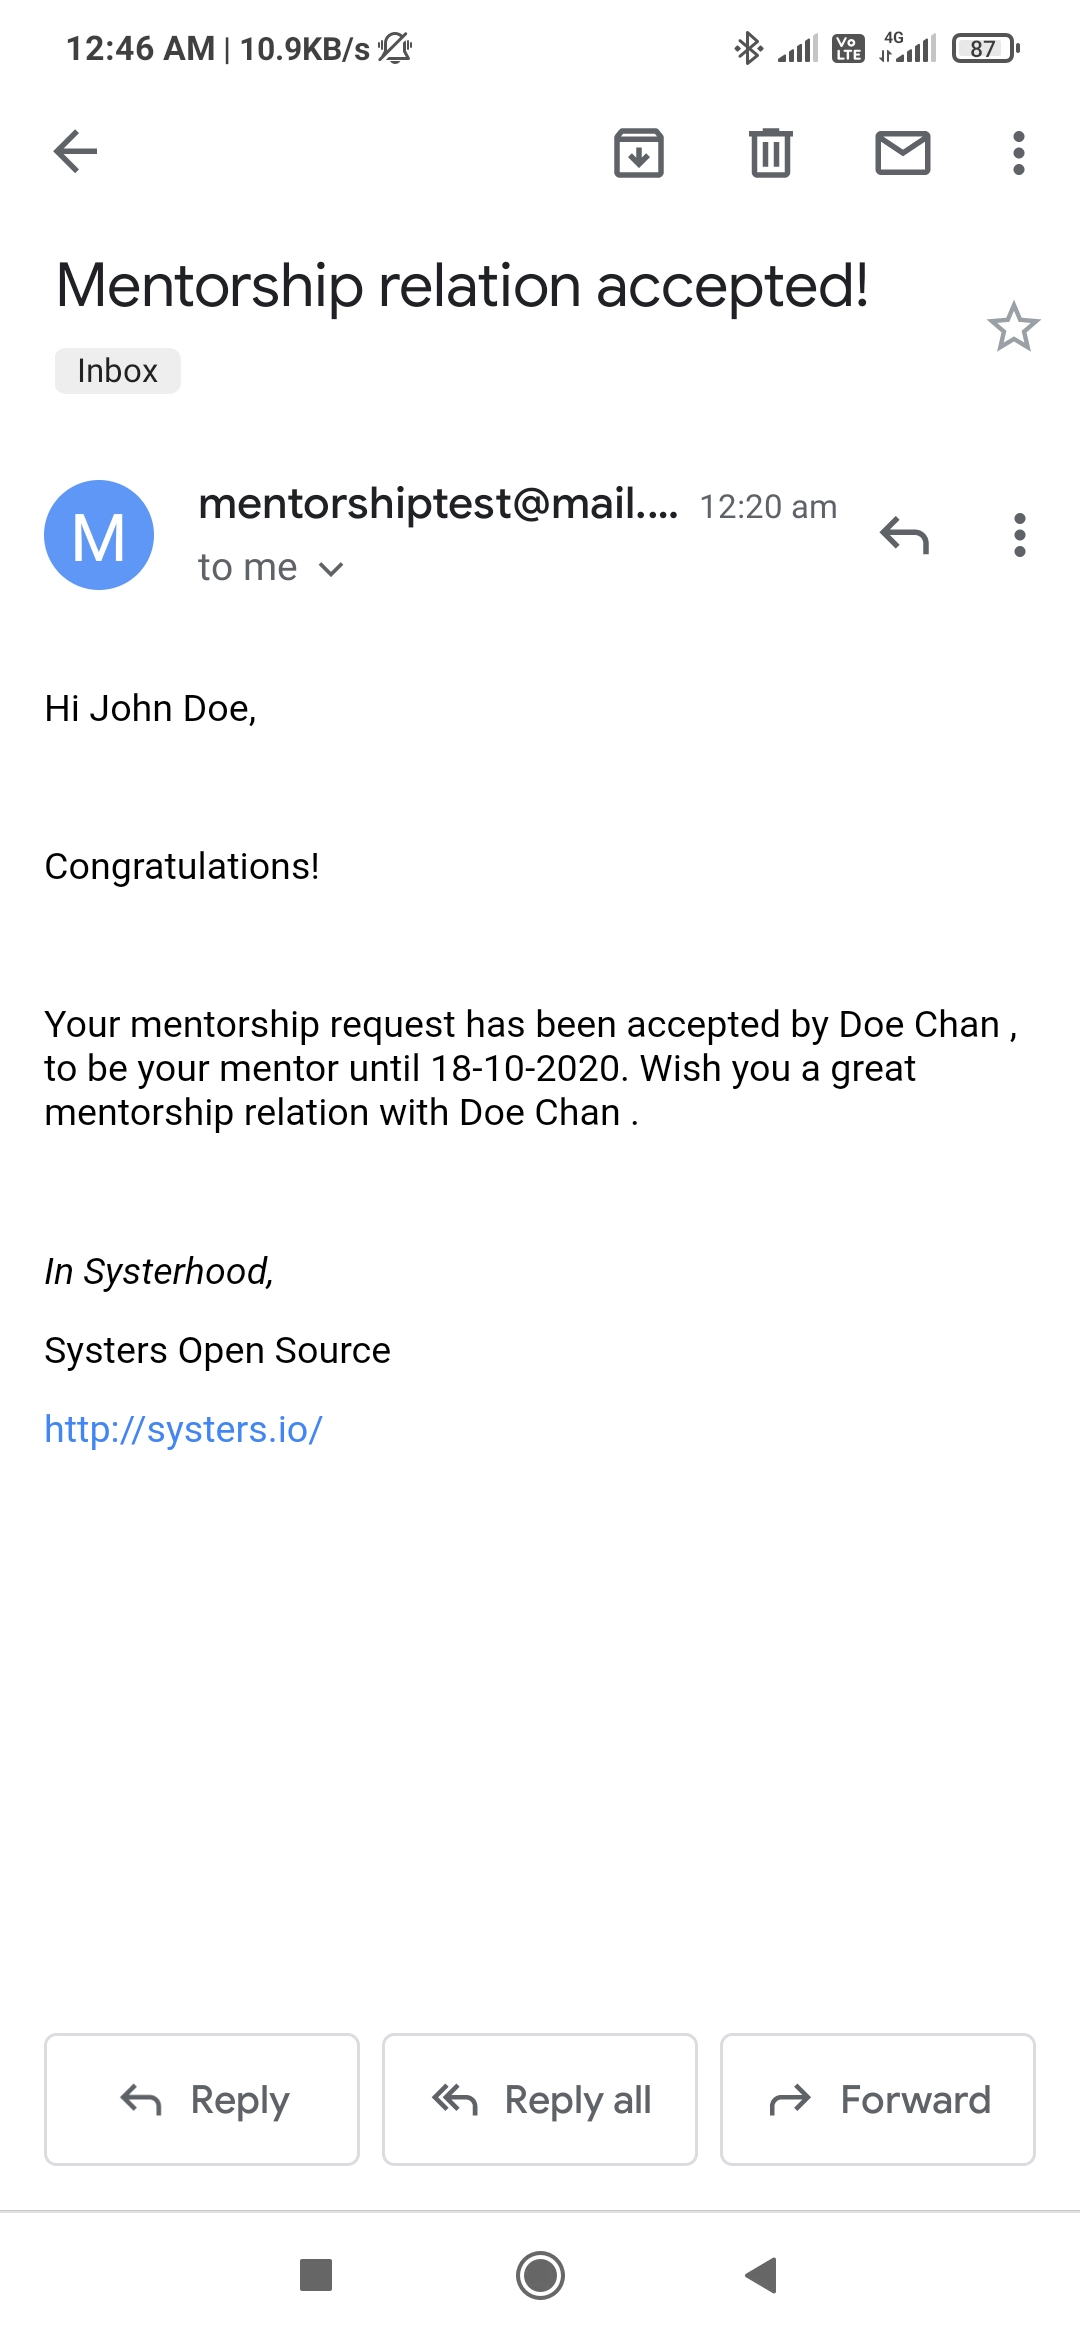 12:46 AM | 10.9KB/s
Vo LTE 4G 87
Mentorship relation accepted!
Inbox
M
mentorshiptest@mail.... 12:20 am
to me
Hi John Doe,
Congratulations!
Your mentorship request has been accepted by Doe Chan ,
to be your mentor until 18-10-2020. Wish you a great
mentorship relation with Doe Chan .
In Systerhood,
Systers Open Source
http://systers.io/
Reply Reply all Forward